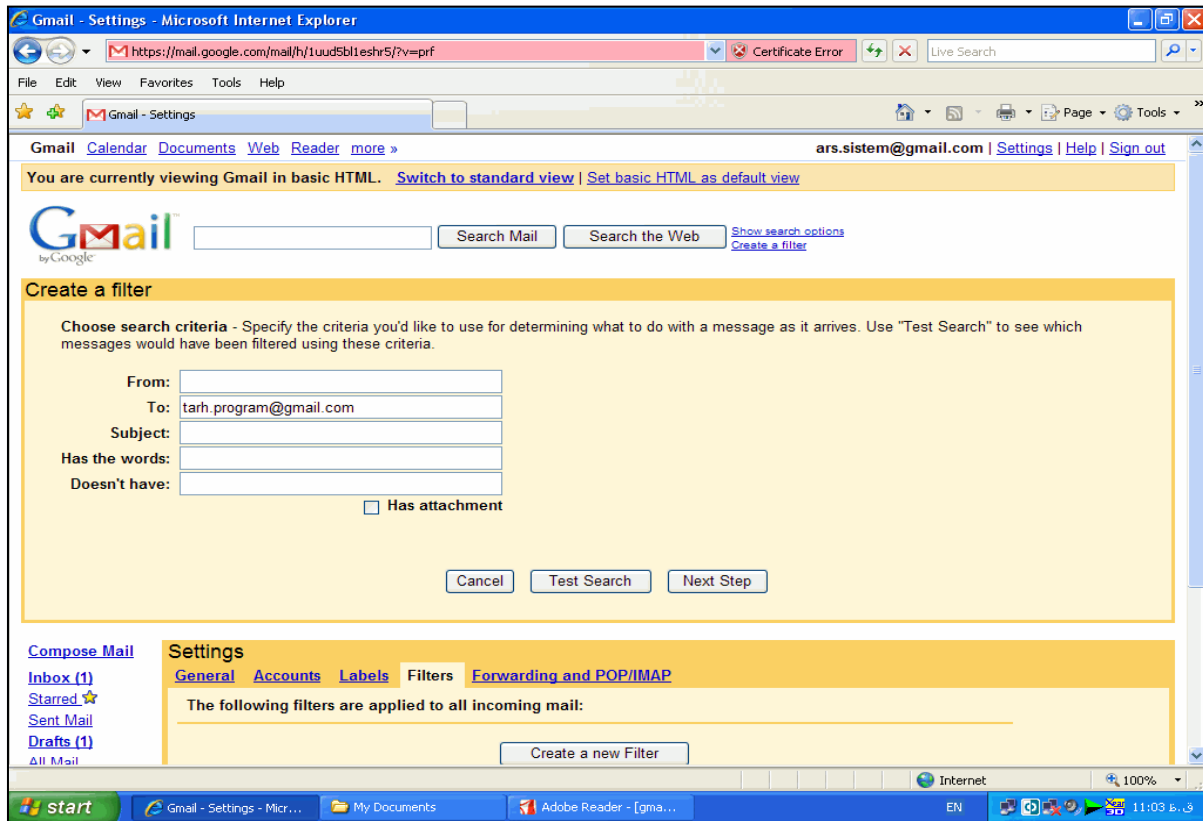 Gmail - Settings - Microsoft Internet Explorer
https://mail.google.com/mail/h/1uud5bl1eshr5/?v=prf Certificate Error Live Search
File Edit View Favorites Tools Help
Gmail - Settings Page Tools »
Gmail Calendar Documents Web Reader more » ars.sistem@gmail.com | Settings | Help | Sign out
You are currently viewing Gmail in basic HTML. Switch to standard view | Set basic HTML as default view
Gmail™ Search Mail Search the Web Show search options
by Google Create a filter
Create a filter
Choose search criteria - Specify the criteria you'd like to use for determining what to do with a message as it arrives. Use "Test Search" to see which
messages would have been filtered using these criteria.
From:
To: tarh.program@gmail.com
Subject:
Has the words:
Doesn't have:
Has attachment
Cancel Test Search Next Step
Compose Mail Settings
Inbox (1) General Accounts Labels Filters Forwarding and POP/IMAP
Starred The following filters are applied to all incoming mail:
Sent Mail
Drafts (1) Create a new Filter
All Mail
Internet 100%
start Gmail - Settings - Micr... My Documents Adobe Reader - [gma... EN 11:03 ق.ظ